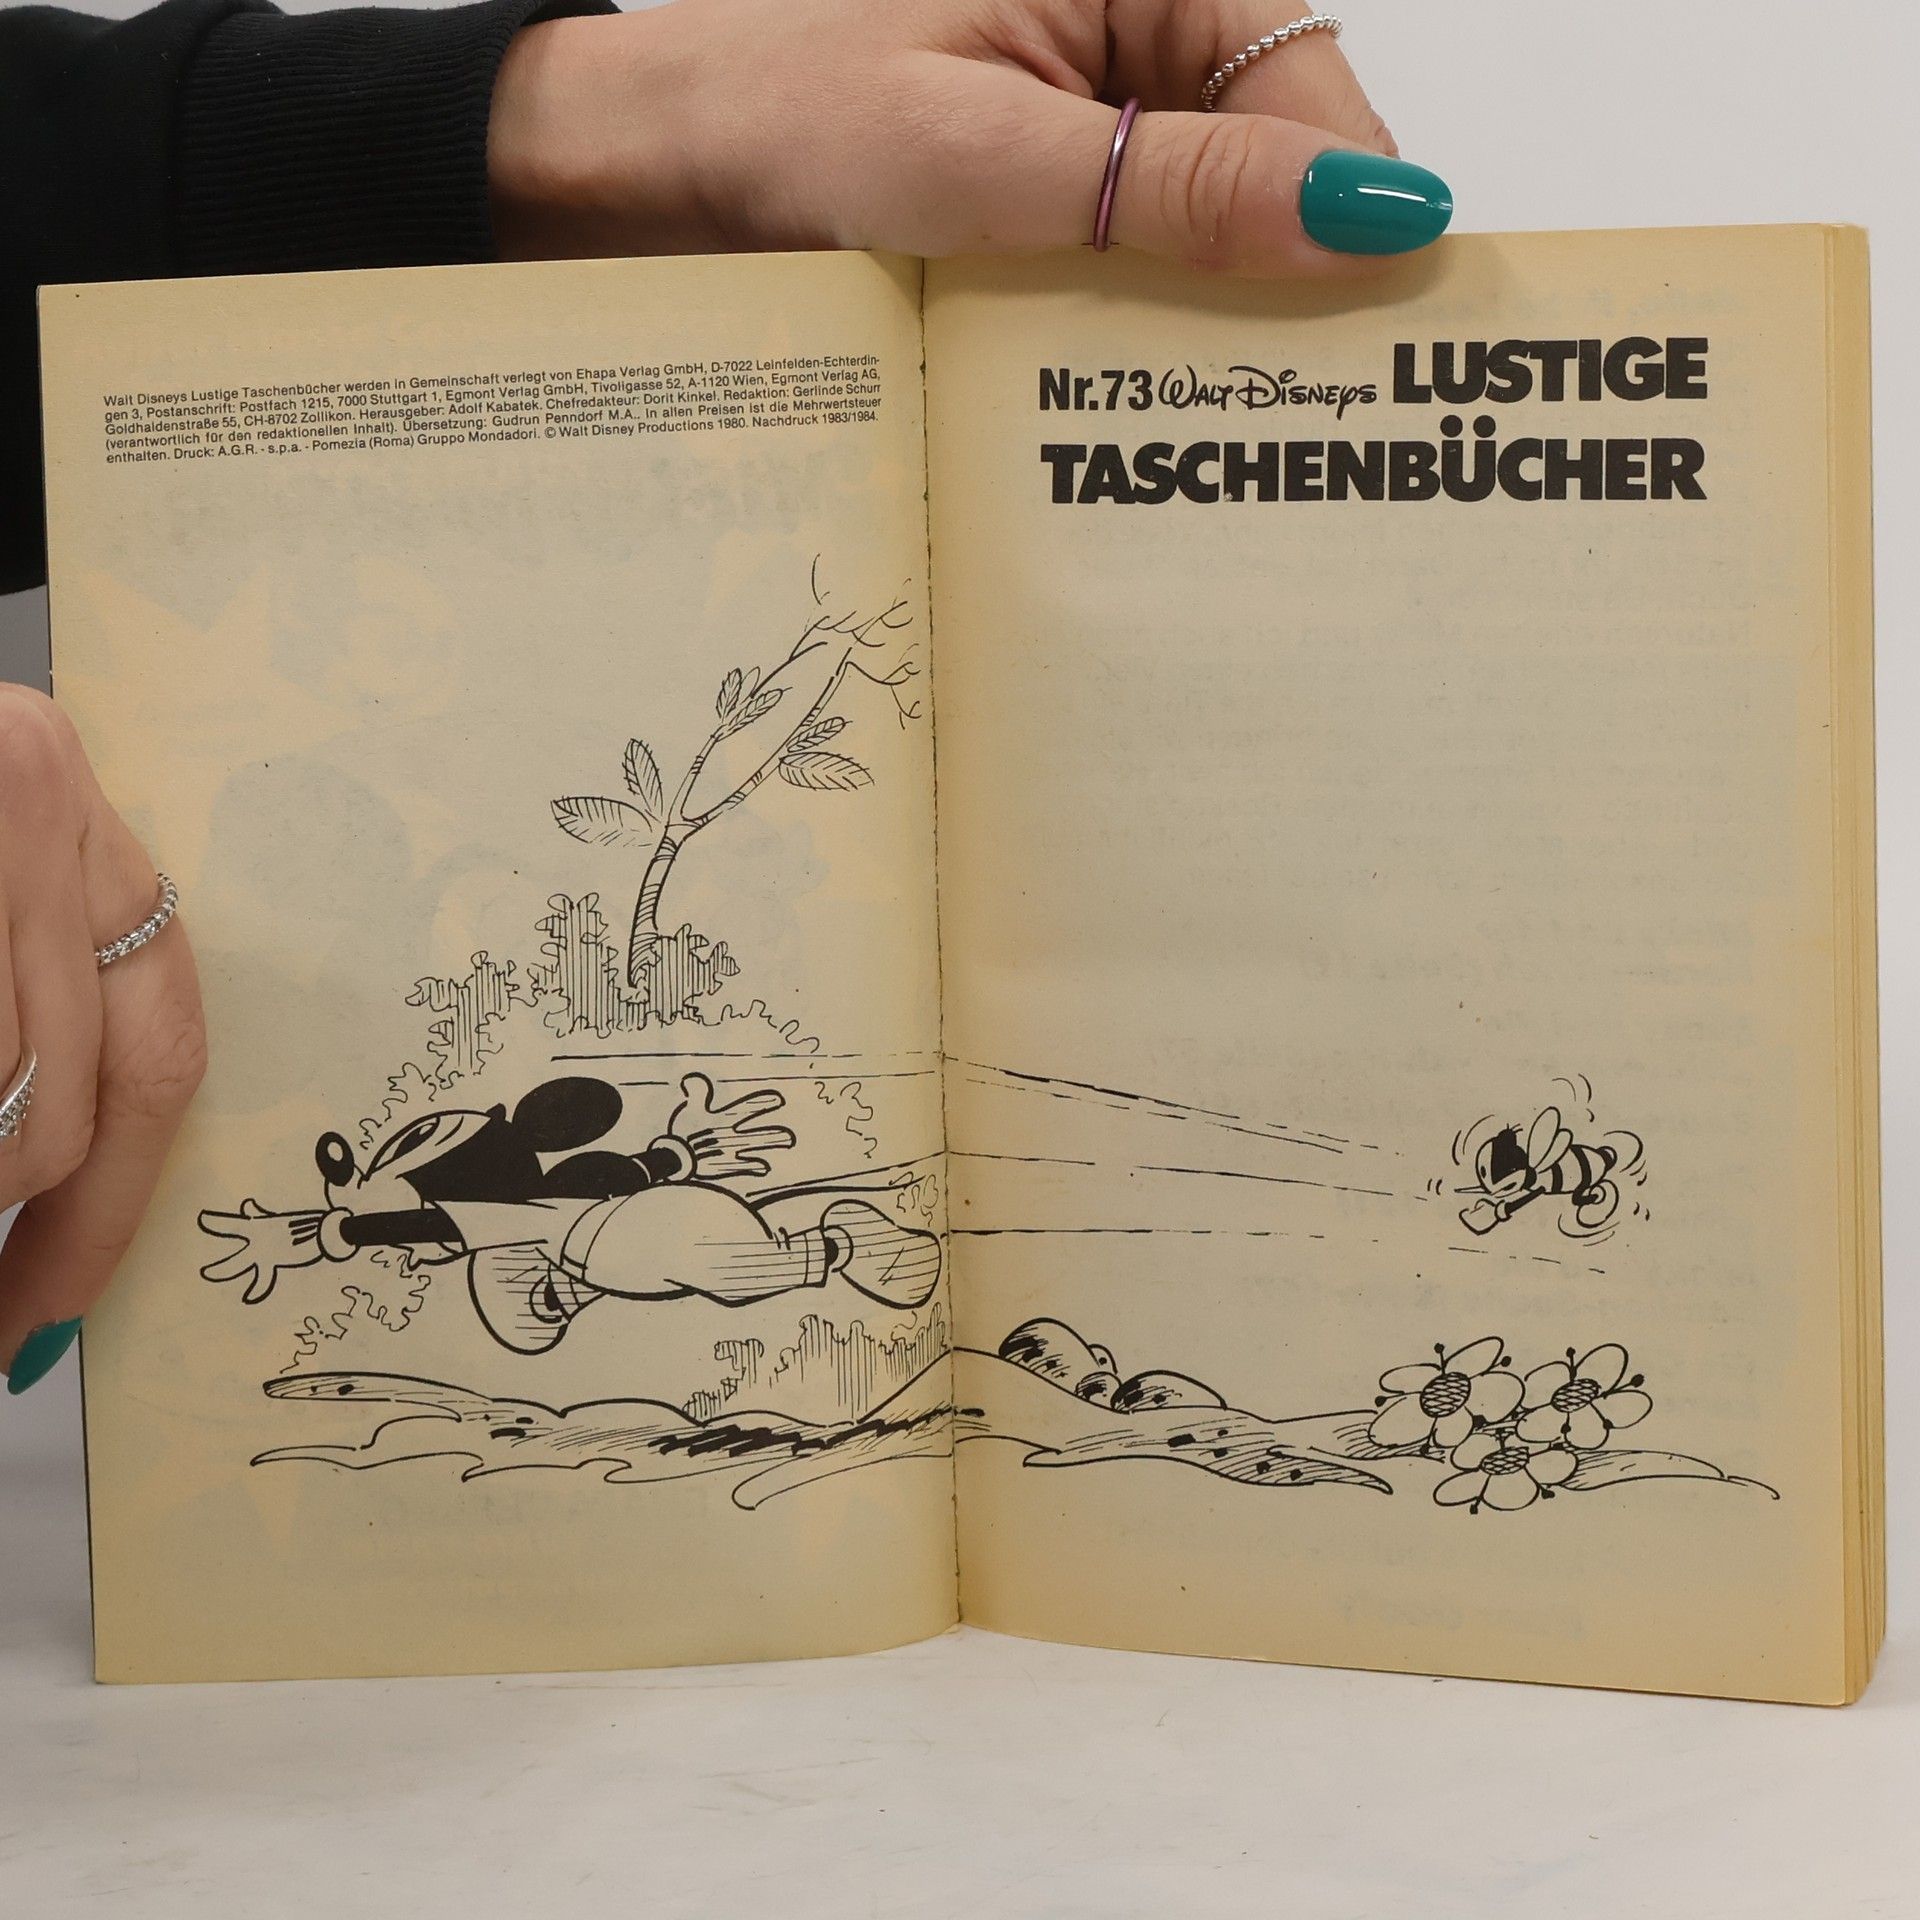 Walt Disneys Lustige Taschenbücher werden in Gemeinschaft verlegt von Ehapa Verlag GmbH, D-7022 Leinfelden-Echterdin-
gen 3, Postanschrift: Postfach 1215, 7000 Stuttgart 1, Egmont Verlag GmbH, Tivoligasse 52, A-1120 Wien, Egmont Verlag AG,
Goldhaldenstraße 55, CH-8702 Zollikon. Herausgeber: Adolf Kabatek. Chefredakteur: Dorit Kinkel. Redaktion: Gerlinde Schurr
(verantwortlich für den redaktionellen Inhalt). Übersetzung: Gudrun Penndorf M.A.. In allen Preisen ist die Mehrwertsteuer
enthalten. Druck: A.G.R. - s.p.a. - Pomezia (Roma) Gruppo Mondadori. © Walt Disney Productions 1980. Nachdruck 1983/1984.
Nr.73 WALT DISNEYS LUSTIGE
TASCHENBÜCHER